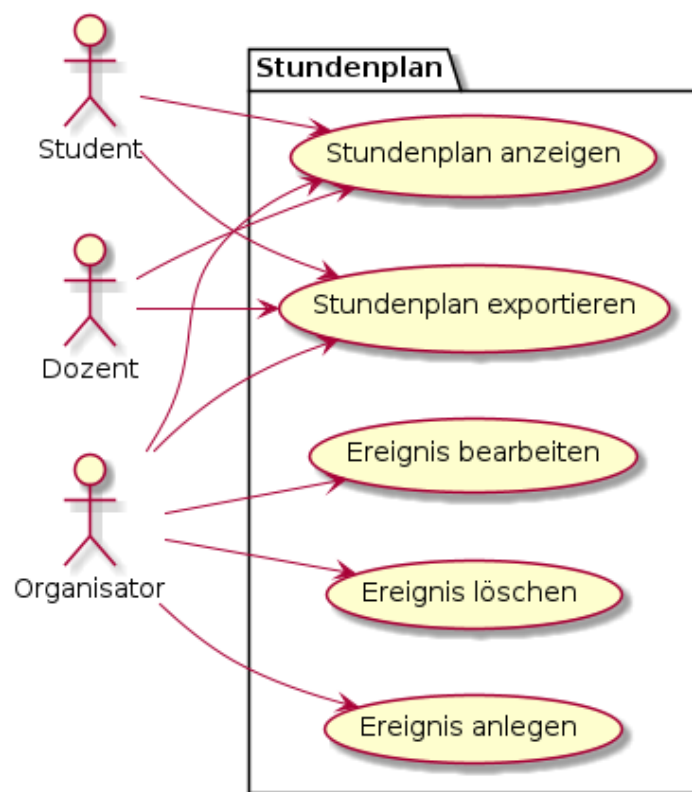 Stundenplan
Student
Stundenplan anzeigen
Dozent
Stundenplan exportieren
Organisator
Ereignis bearbeiten
Ereignis löschen
Ereignis anlegen